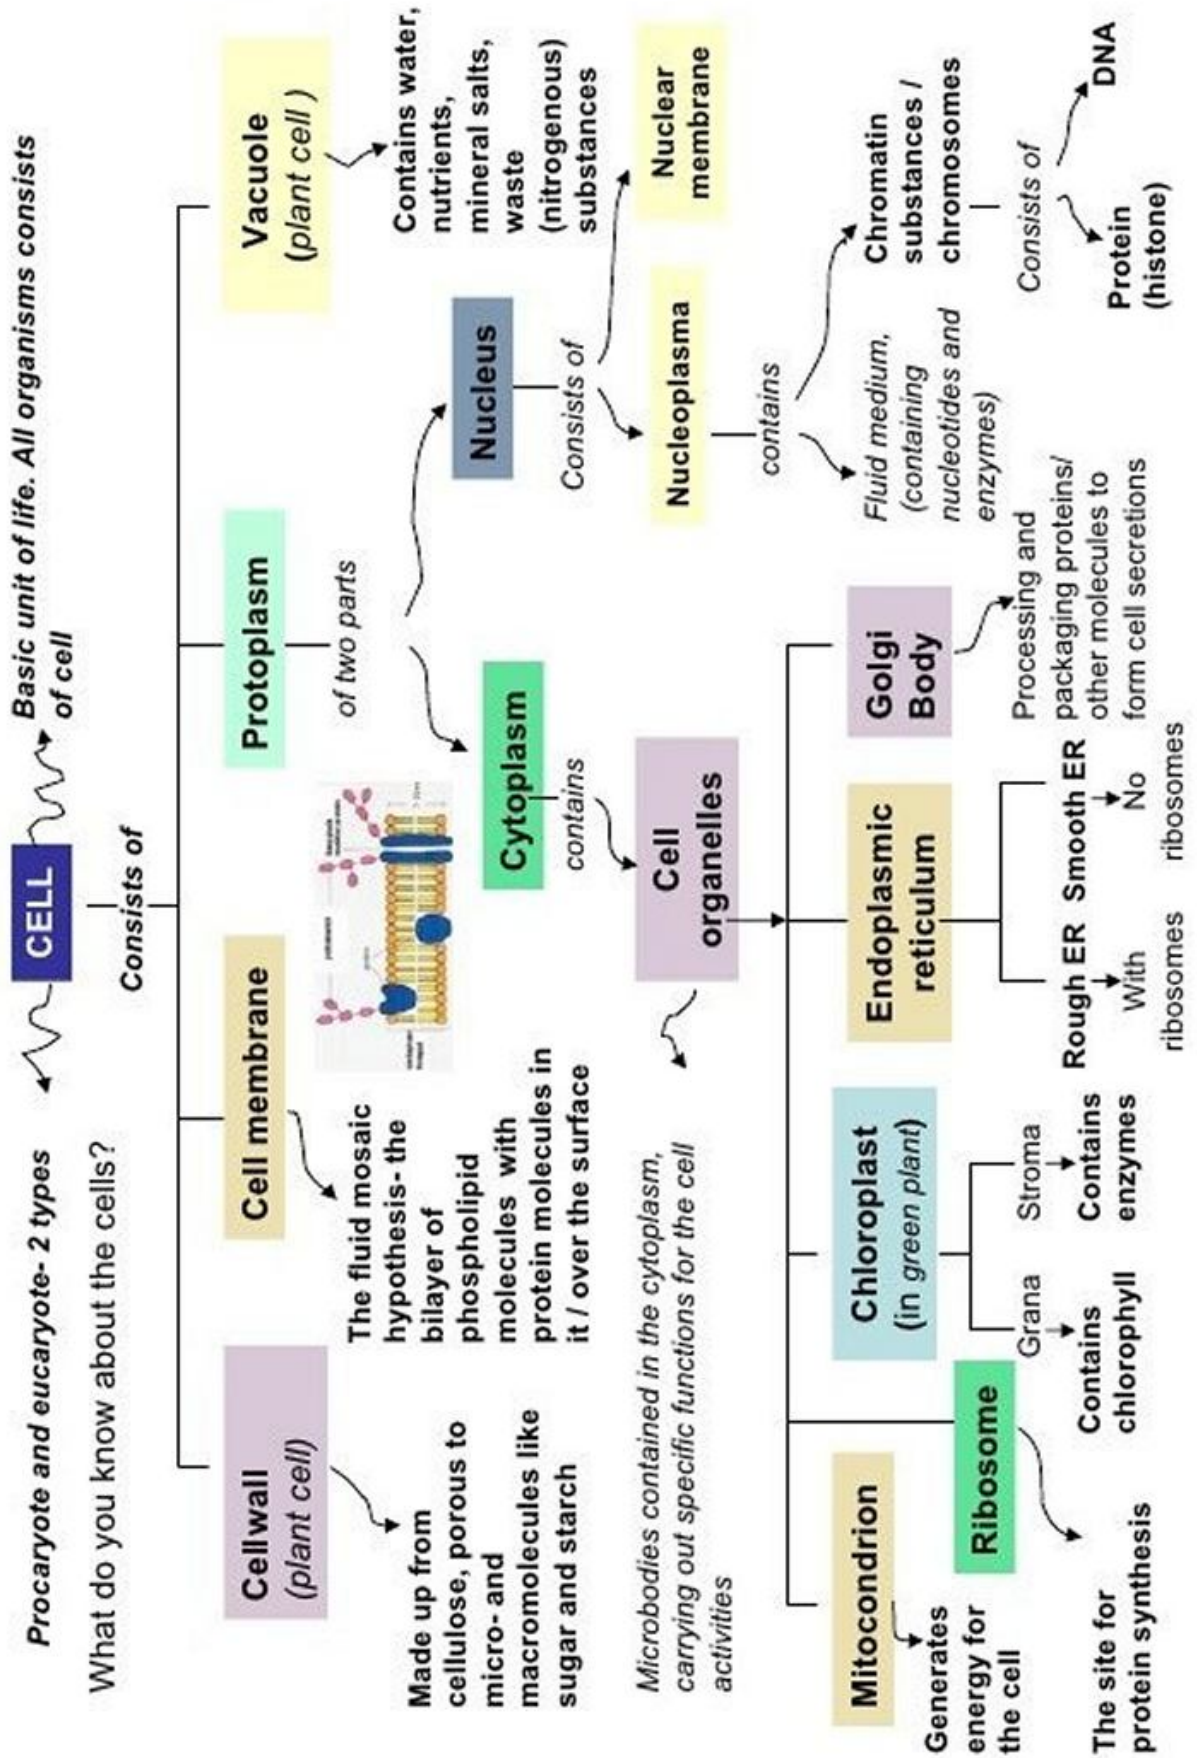 Procaryote and eucaryote- 2 types
CELL
Basic unit of life. All organisms consists
of cell
What do you know about the cells?
Consists of
Cellwall
(plant cell)
Cell membrane
Protoplasm
Vacuole
(plant cell )
Made up from
cellulose, porous to
micro- and
macromolecules like
sugar and starch
The fluid mosaic
hypothesis- the
bilayer of
phospholipid
molecules with
protein molecules in
it / over the surface
of two parts
Contains water,
nutrients,
mineral salts,
waste
(nitrogenous)
substances
Cytoplasm
Nucleus
contains
Consists of
Cell
organelles
Nucleoplasma
Nuclear
membrane
Microbodies contained in the cytoplasm,
carrying out specific functions for the cell
activities
contains
Fluid medium,
(containing
nucleotides and
enzymes)
Chromatin
substances /
chromosomes
Consists of
Protein
(histone)
DNA
Mitocondrion
Generates
energy for
the cell
Ribosome
The site for
protein synthesis
Chloroplast
(in green plant)
Grana
Stroma
Contains
chlorophyll
Contains
enzymes
Endoplasmic
reticulum
Rough ER
Smooth ER
With
ribosomes
No
ribosomes
Golgi
Body
Processing and
packaging proteins/
other molecules to
form cell secretions